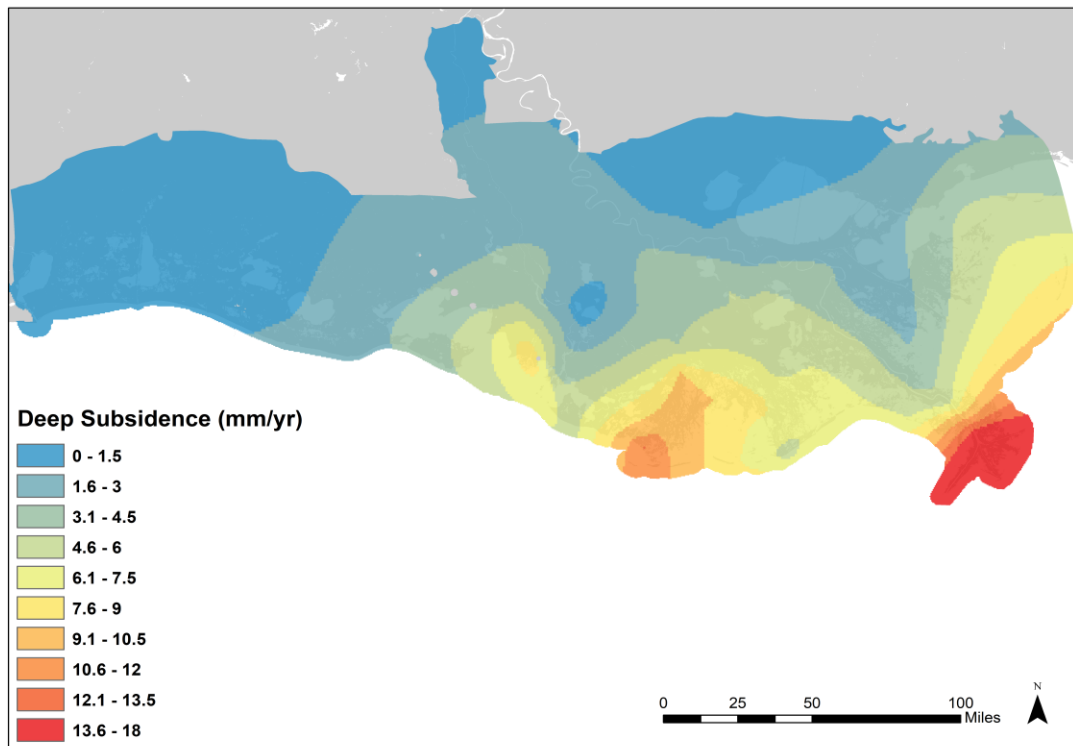 Deep Subsidence (mm/yr)
0 - 1.5
1.6 - 3
3.1 - 4.5
4.6 - 6
6.1 - 7.5
7.6 - 9
9.1 - 10.5
10.6 - 12
12.1 - 13.5
13.6 - 18
N
0 25 50 100
Miles